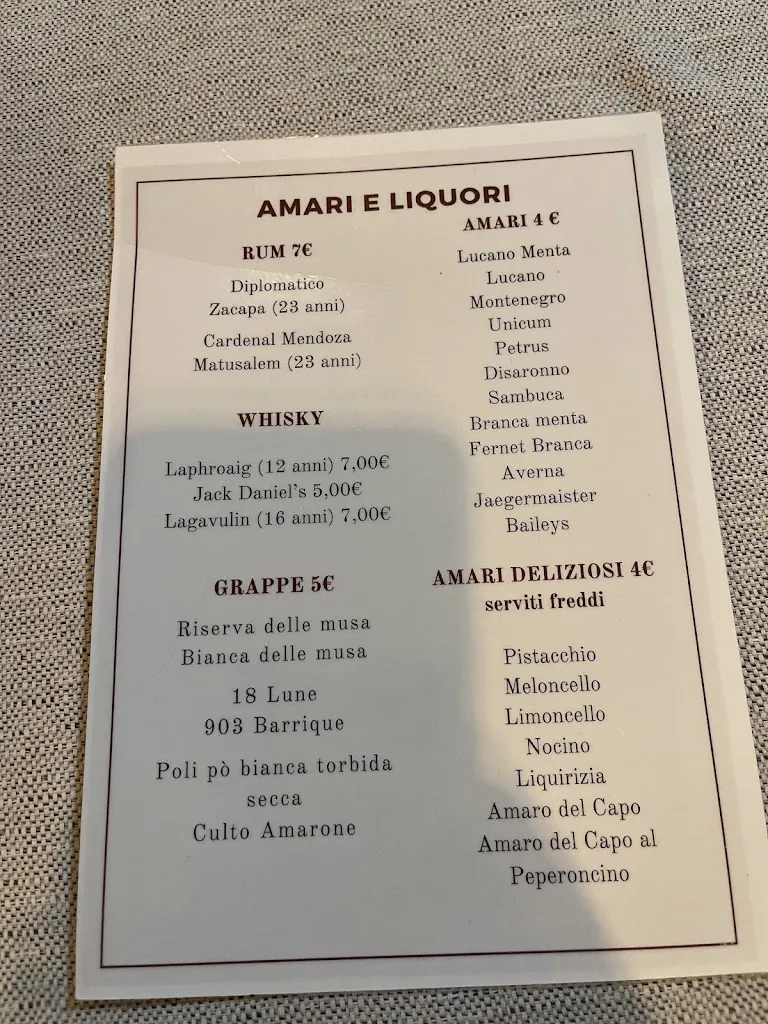 AMARI E LIQUORI
RUM 7€
Diplomatico
Zacapa (23 anni)
Cardenal Mendoza
Matusalem (23 anni)
WHISKY
Laphroaig (12 anni) 7,00€
Jack Daniel's 5,00€
Lagavulin (16 anni) 7,00€
GRAPPE 5€
Riserva delle musa
Bianca delle musa
18 Lune
903 Barrique
Poli pò bianca torbida
secca
Culto Amarone
AMARI 4 €
Lucano Menta
Lucano
Montenegro
Unicum
Petrus
Disaronno
Sambuca
Branca menta
Fernet Branca
Averna
Jaegermaister
Baileys
AMARI DELIZIOSI 4€
serviti freddi
Pistacchio
Meloncello
Limoncello
Nocino
Liquirizia
Amaro del Capo
Amaro del Capo al
Peperoncino